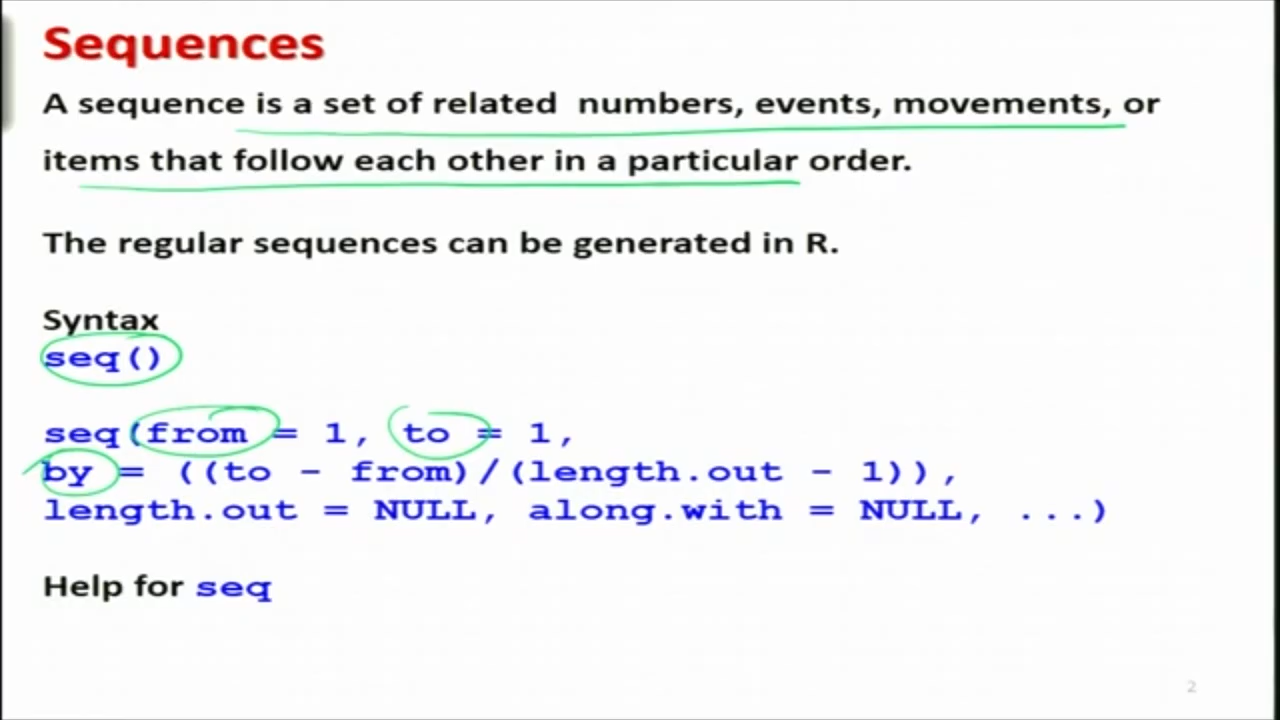 Sequences
A sequence is a set of related numbers, events, movements, or
items that follow each other in a particular order.
The regular sequences can be generated in R.
Syntax
seq()
seq(from = 1, to = 1,
by = ((to - from)/(length.out - 1)),
length.out = NULL, along.with = NULL, ...)
Help for seq
2